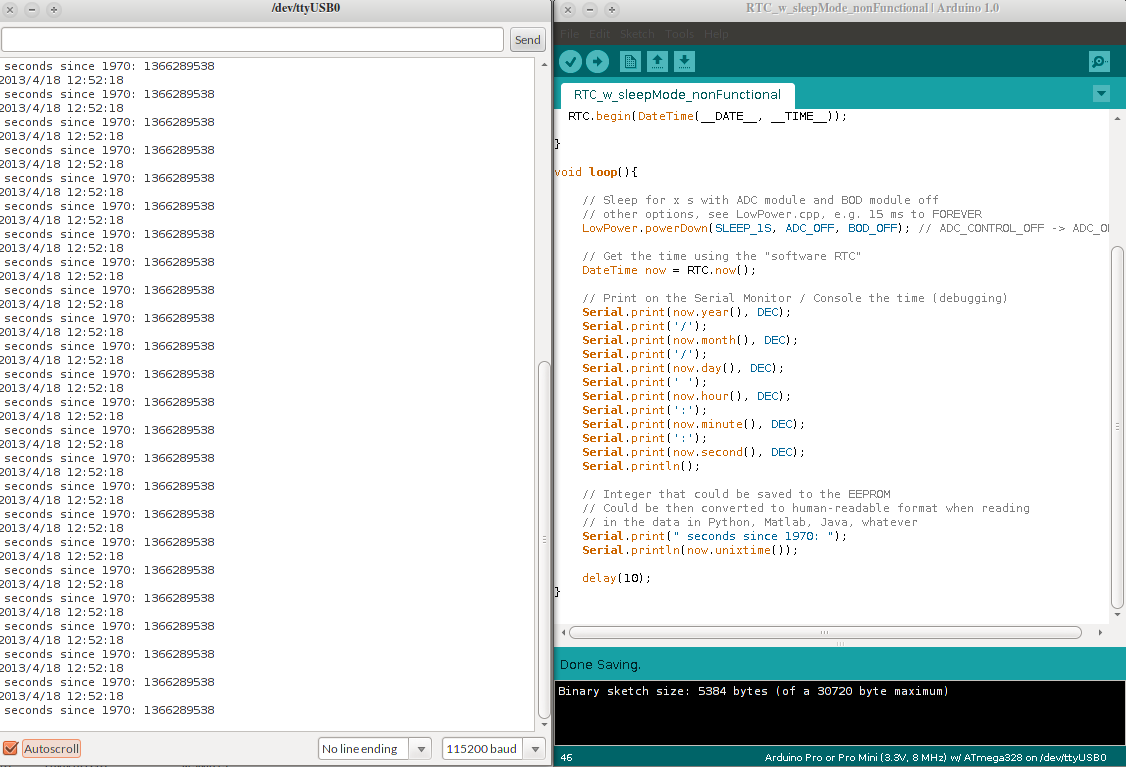 /dev/ttyUSB0
Send
seconds since 1970: 1366289538
2013/4/18 12:52:18
seconds since 1970: 1366289538
2013/4/18 12:52:18
seconds since 1970: 1366289538
2013/4/18 12:52:18
seconds since 1970: 1366289538
2013/4/18 12:52:18
seconds since 1970: 1366289538
2013/4/18 12:52:18
seconds since 1970: 1366289538
2013/4/18 12:52:18
seconds since 1970: 1366289538
2013/4/18 12:52:18
seconds since 1970: 1366289538
2013/4/18 12:52:18
seconds since 1970: 1366289538
2013/4/18 12:52:18
seconds since 1970: 1366289538
2013/4/18 12:52:18
seconds since 1970: 1366289538
2013/4/18 12:52:18
seconds since 1970: 1366289538
2013/4/18 12:52:18
seconds since 1970: 1366289538
2013/4/18 12:52:18
seconds since 1970: 1366289538
2013/4/18 12:52:18
seconds since 1970: 1366289538
2013/4/18 12:52:18
seconds since 1970: 1366289538
2013/4/18 12:52:18
seconds since 1970: 1366289538
2013/4/18 12:52:18
seconds since 1970: 1366289538
2013/4/18 12:52:18
seconds since 1970: 1366289538
2013/4/18 12:52:18
seconds since 1970: 1366289538
2013/4/18 12:52:18
seconds since 1970: 1366289538
2013/4/18 12:52:18
seconds since 1970: 1366289538
2013/4/18 12:52:18
seconds since 1970: 1366289538
2013/4/18 12:52:18
seconds since 1970: 1366289538
Autoscroll
No line ending
115200 baud
RTC_w_sleepMode_nonFunctional | Arduino 1.0
File Edit Sketch Tools Help
RTC_w_sleepMode_nonFunctional
RTC.begin(DateTime(__DATE__, __TIME__));
}
void loop(){
// Sleep for x s with ADC module and BOD module off
// other options, see LowPower.cpp, e.g. 15 ms to FOREVER
LowPower.powerDown(SLEEP_1S, ADC_OFF, BOD_OFF); // ADC_CONTROL_OFF -> ADC_O
// Get the time using the "software RTC"
DateTime now = RTC.now();
// Print on the Serial Monitor / Console the time (debugging)
Serial.print(now.year(), DEC);
Serial.print('/');
Serial.print(now.month(), DEC);
Serial.print('/');
Serial.print(now.day(), DEC);
Serial.print(' ');
Serial.print(now.hour(), DEC);
Serial.print(':');
Serial.print(now.minute(), DEC);
Serial.print(':');
Serial.print(now.second(), DEC);
Serial.println();
// Integer that could be saved to the EEPROM
// Could be then converted to human-readable format when reading
// in the data in Python, Matlab, Java, whatever
Serial.print(" seconds since 1970: ");
Serial.println(now.unixtime());
delay(10);
}
Done Saving.
Binary sketch size: 5384 bytes (of a 30720 byte maximum)
46
Arduino Pro or Pro Mini (3.3V, 8 MHz) w/ ATmega328 on /dev/ttyUSB0